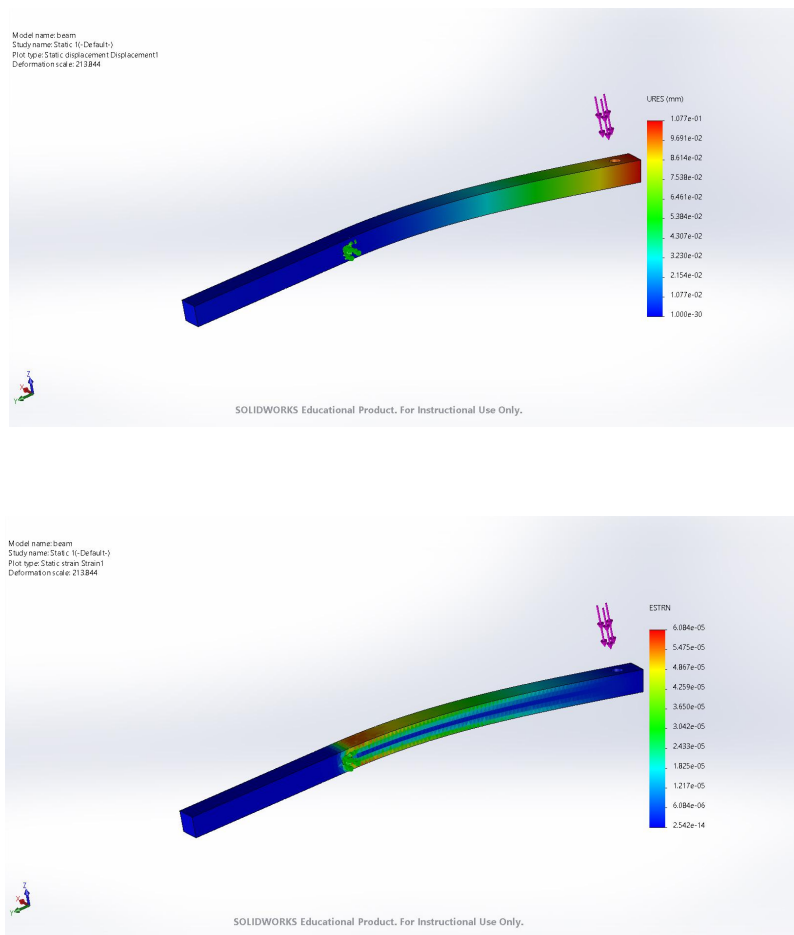 Model name: beam
Study name: Static 1(-Default-)
Plot type: Static displacement Displacement1
Deformation scale: 213.844
URES (mm)
1.077e-01
9.691e-02
8.614e-02
7.538e-02
6.461e-02
5.384e-02
4.307e-02
3.230e-02
2.154e-02
1.077e-02
1.000e-30
Z
X
Y
SOLIDWORKS Educational Product. For Instructional Use Only.
Model name: beam
Study name: Static 1(-Default-)
Plot type: Static strain Strain1
Deformation scale: 213.844
ESTRN
6.084e-05
5.475e-05
4.867e-05
4.259e-05
3.650e-05
3.042e-05
2.433e-05
1.825e-05
1.217e-05
6.084e-06
2.542e-14
Z
X
Y
SOLIDWORKS Educational Product. For Instructional Use Only.